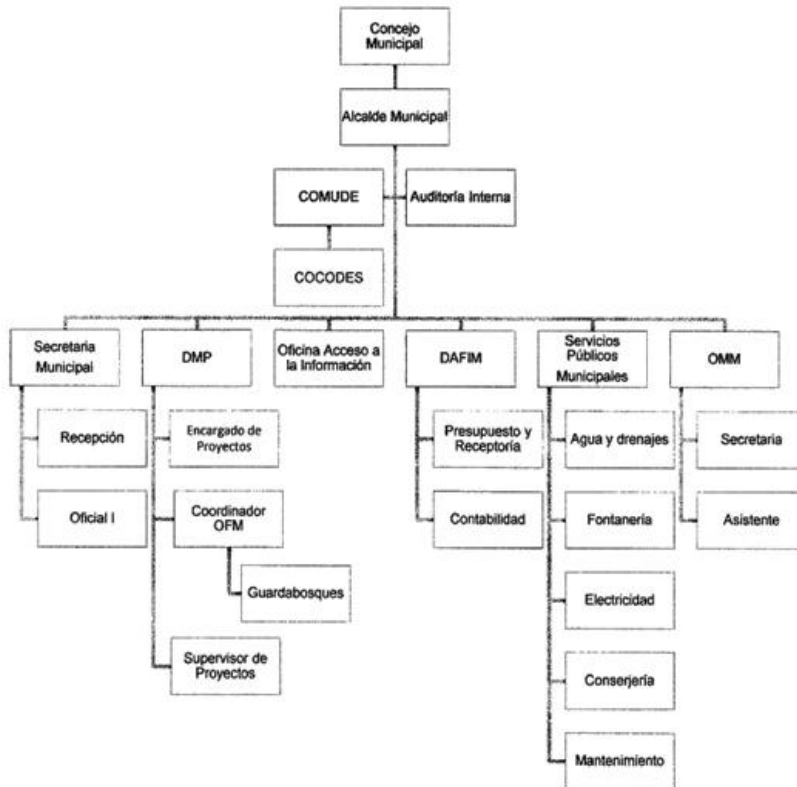 Concejo
Municipal
Alcalde Municipal
COMUDE
Auditoría Interna
COCODES
Secretaria
Municipal
DMP
Oficina Acceso a
la Información
DAFIM
Servicios
Públicos
Municipales
OMM
Recepción
Encargado de
Proyectos
Presupuesto y
Receptoría
Agua y drenajes
Secretaria
Oficial I
Coordinador
OFM
Contabilidad
Fontanería
Asistente
Guardabosques
Electricidad
Supervisor de
Proyectos
Conserjería
Mantenimiento